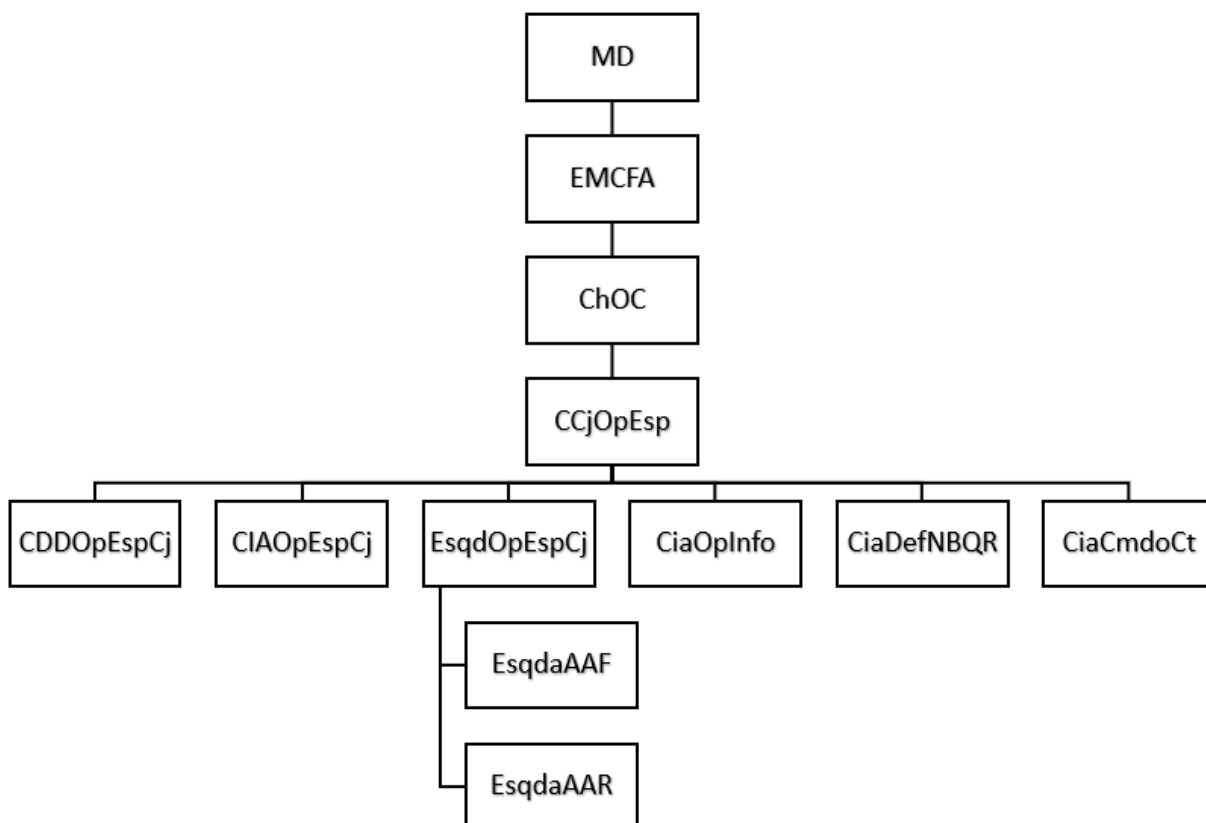 MD
EMCFA
ChOC
CCjOpEsp
CDDOpEspCj
CIAOpEspCj
EsqdOpEspCj
CiaOpInfo
CiaDefNBQR
CiaCmdoCt
EsqdaAAF
EsqdaAAR